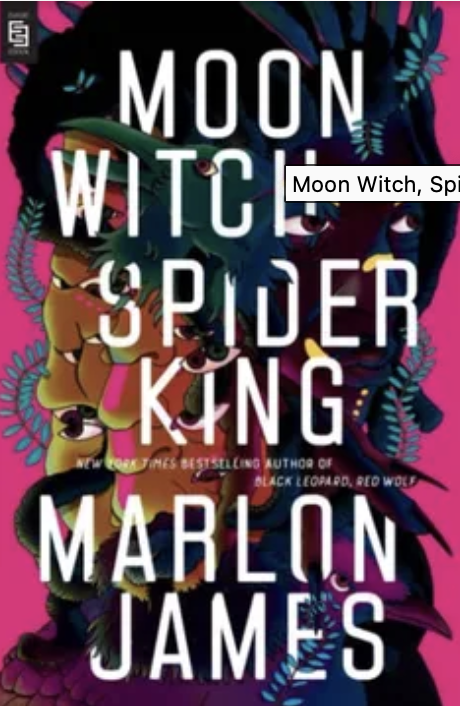 MOON
WITCH
Moon Witch, Spi
SPIDER
KING
NEW YORK TIMES BESTSELLING AUTHOR OF
BLACK LEOPARD, RED WOLF
MARLON
JAMES